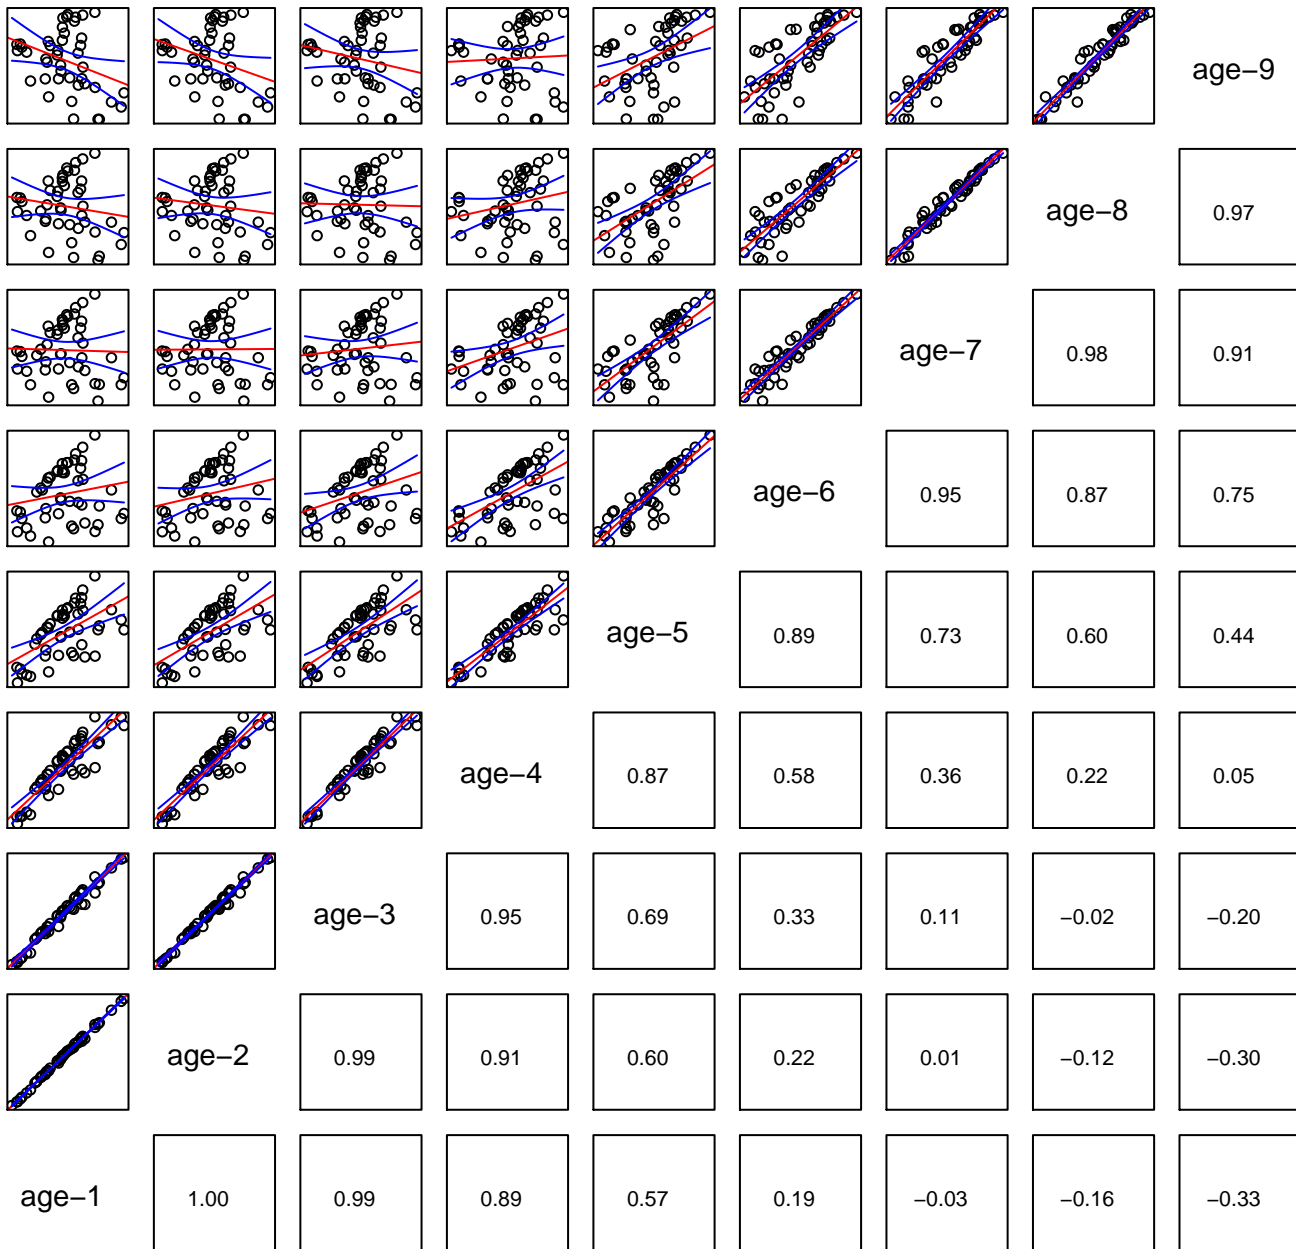 age−9
age−8 0.97
age−7 0.98 0.91
age−6 0.95 0.87 0.75
age−5 0.89 0.73 0.60 0.44
age−4 0.87 0.58 0.36 0.22 0.05
age−3 0.95 0.69 0.33 0.11 −0.02 −0.20
age−2 0.99 0.91 0.60 0.22 0.01 −0.12 −0.30
age−1 1.00 0.99 0.89 0.57 0.19 −0.03 −0.16 −0.33